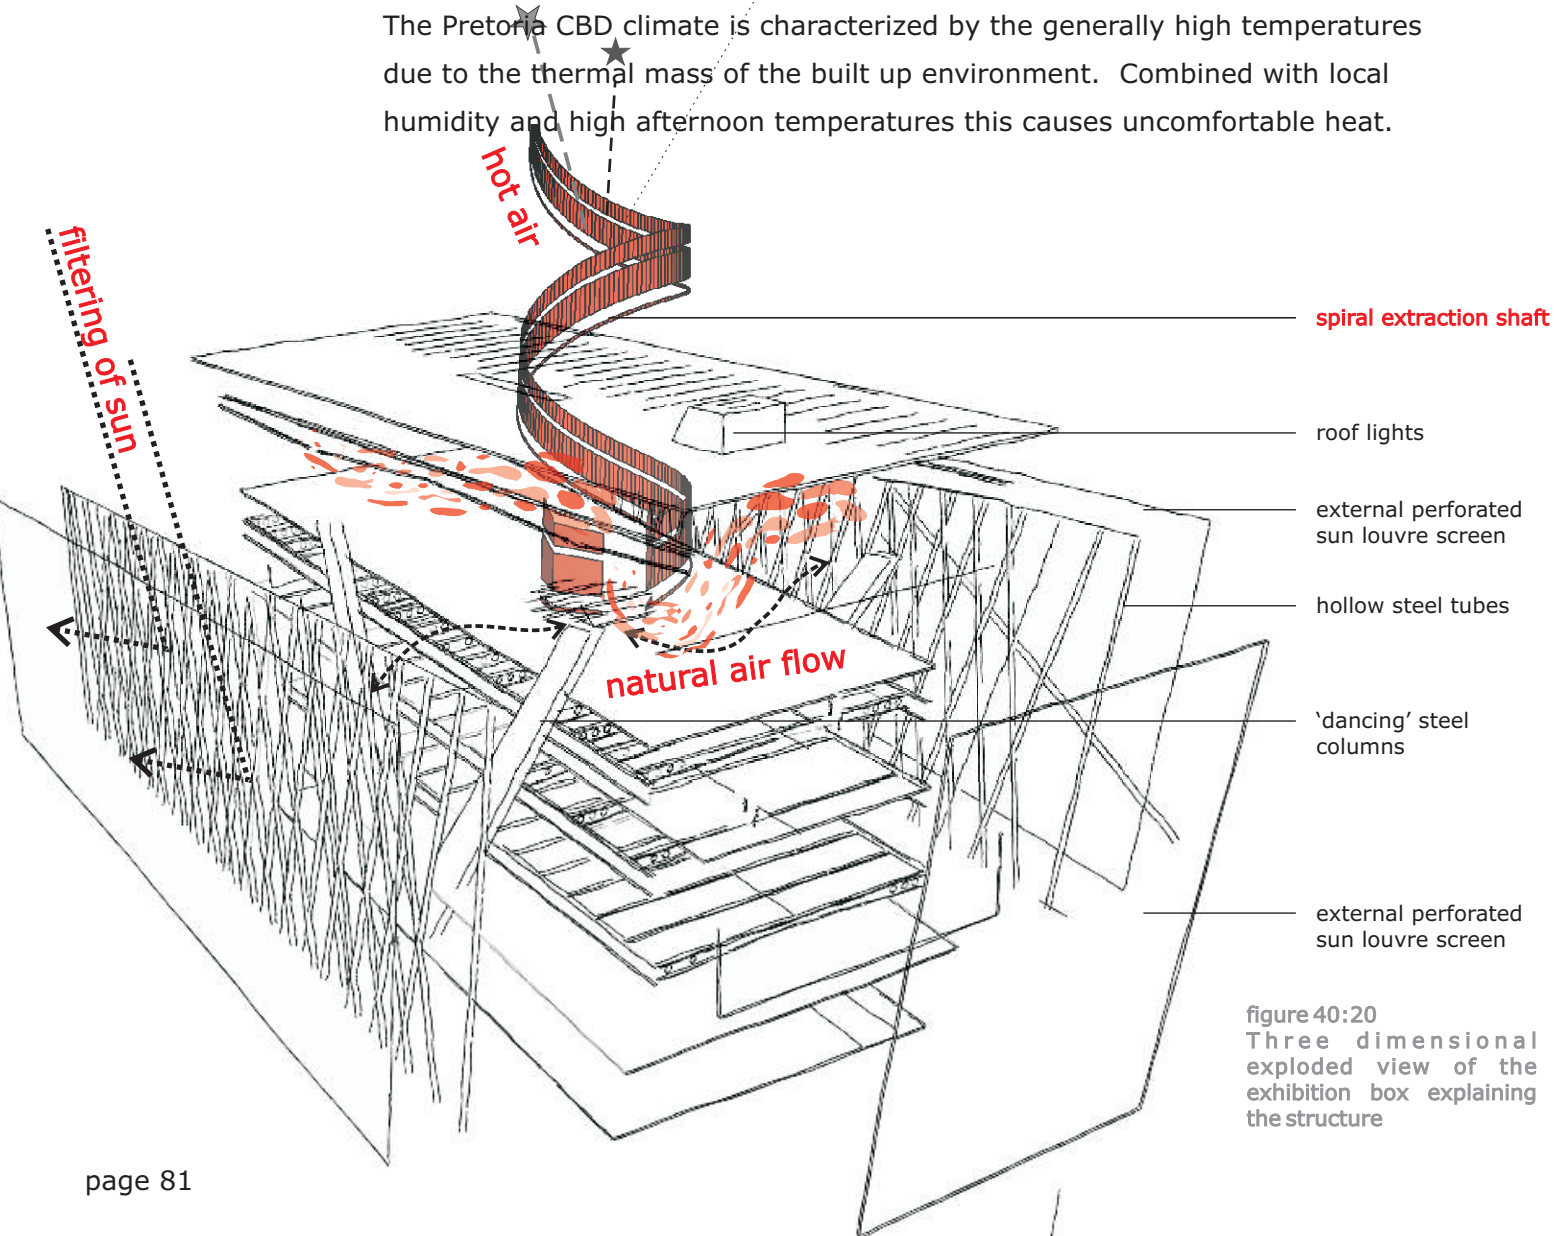 The Pretoria CBD climate is characterized by the generally high temperatures
due to the thermal mass of the built up environment.  Combined with local
humidity and high afternoon temperatures this causes uncomfortable heat.
hot air
filtering of sun
spiral extraction shaft
roof lights
external perforated
sun louvre screen
hollow steel tubes
natural air flow
‘dancing’ steel
columns
external perforated
sun louvre screen
figure 40:20
Three dimensional
exploded view of the
exhibition box explaining
the structure
page 81